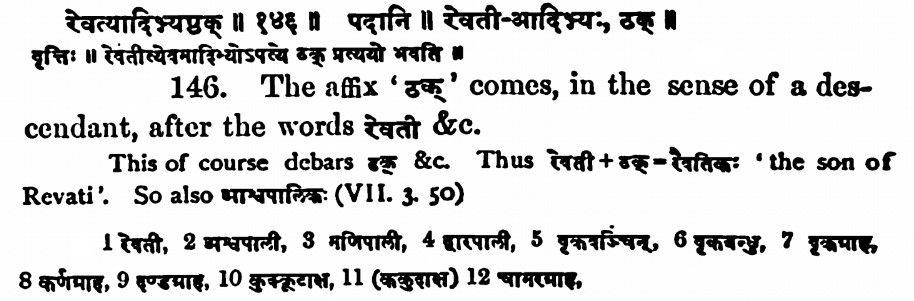 रेवत्यादिभ्यष्ठक् ॥ १४६ ॥ पदानि ॥ रेवती-आदिभ्यः, ठक् ॥
वृत्तिः ॥ रेवतीत्येवमादिभ्योऽपत्ये ठक् प्रत्ययो भवति ॥
146. The affix ‘ठक्’ comes, in the sense of a des-
cendant, after the words रेवती &c.
This of course debars ढक् &c. Thus रेवती + ठक् = रैवतिकः ‘the son of
Revati’. So also आश्वपालिकः (VII. 3. 50)
1 रेवती, 2 अश्वपाली, 3 मणिपाली, 4 द्वारपाली, 5 वृकवञ्चिन्, 6 वृकबन्धु, 7 वृकग्राह,
8 कर्णग्राह, 9 दण्डग्राह, 10 कुक्कुटाक्ष, 11 (ककुदाक्ष) 12 चामरग्राह,